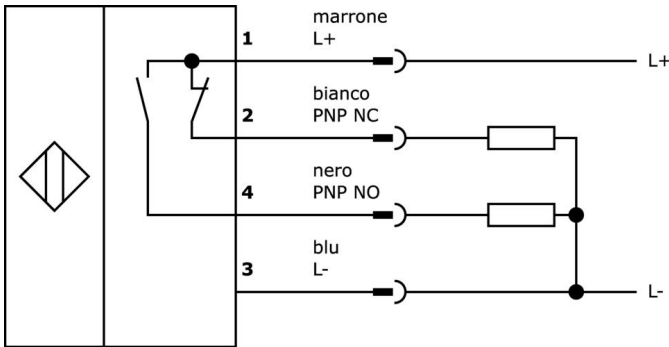 marrone
1 L+
L+
bianco
2 PNP NC
nero
4 PNP NO
blu
3 L-
L-